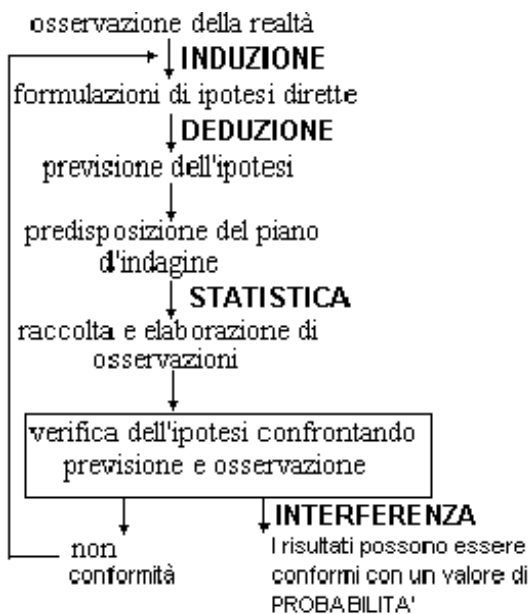 osservazione della realtà
INDUZIONE
formulazioni di ipotesi dirette
DEDUZIONE
previsione dell'ipotesi
predisposizione del piano
d'indagine
STATISTICA
raccolta e elaborazione di
osservazioni
verifica dell'ipotesi confrontando
previsione e osservazione
non
conformità
INTERFERENZA
I risultati possono essere
conformi con un valore di
PROBABILITA'